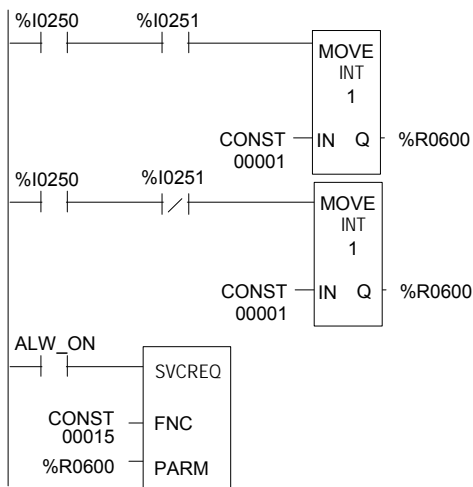 %I0250 %I0251
MOVE
INT
1
CONST IN Q %R0600
00001
%I0250 %I0251
MOVE
INT
1
CONST IN Q %R0600
00001
ALW_ON
SVCREQ
CONST FNC
00015
%R0600 PARM